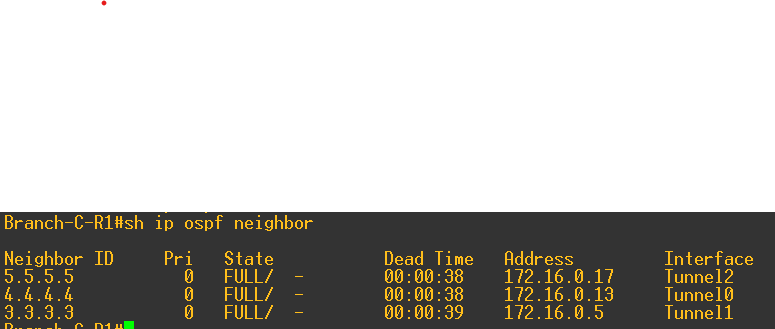 Branch-C-R1#sh ip ospf neighbor
Neighbor ID     Pri   State           Dead Time   Address         Interface
5.5.5.5           0   FULL/  -        00:00:38    172.16.0.17     Tunnel2
4.4.4.4           0   FULL/  -        00:00:38    172.16.0.13     Tunnel0
3.3.3.3           0   FULL/  -        00:00:39    172.16.0.5      Tunnel1
Branch-C-R1#